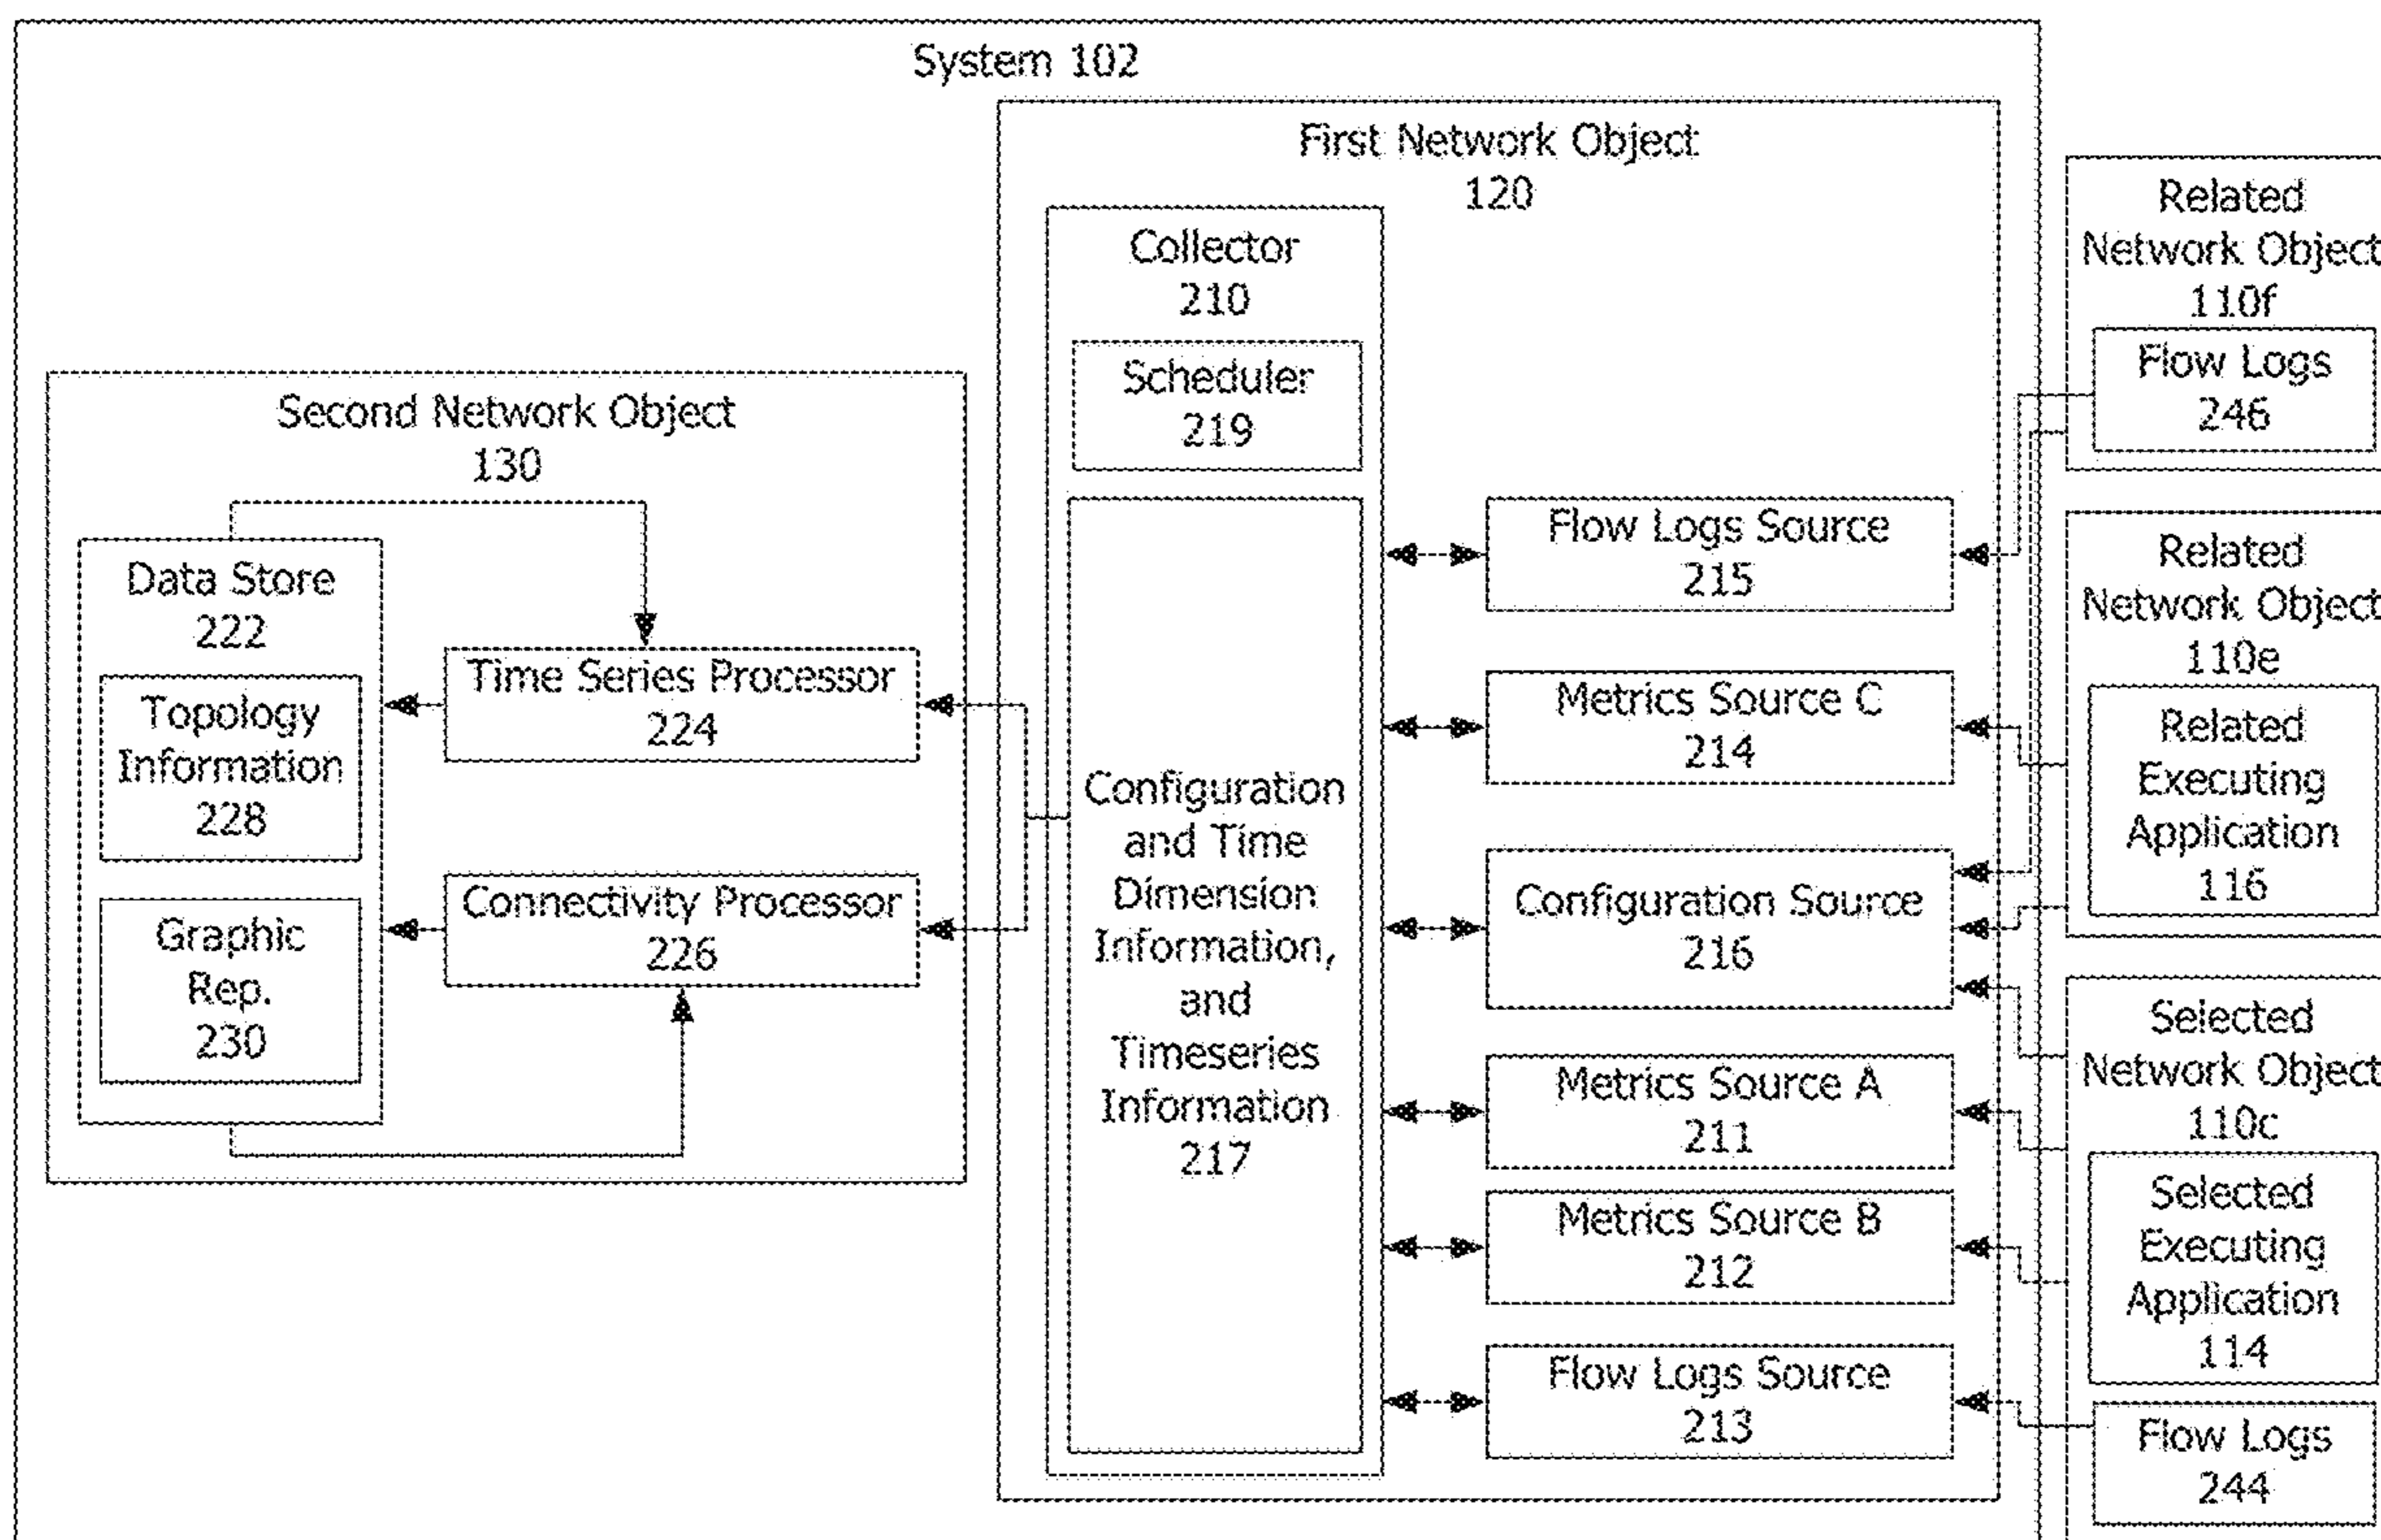 System 102
First Network Object
120
Collector
210
Scheduler
219
Configuration
and Time
Dimension
Information,
and
Timeseries
Information
217
Flow Logs Source
215
Metrics Source C
214
Configuration Source
216
Metrics Source A
211
Metrics Source B
212
Flow Logs Source
213
Second Network Object
130
Data Store
222
Topology
Information
228
Graphic
Rep.
230
Time Series Processor
224
Connectivity Processor
226
Related
Network Object
110f
Flow Logs
246
Related
Network Object
110e
Related
Executing
Application
116
Selected
Network Object
110c
Selected
Executing
Application
114
Flow Logs
244